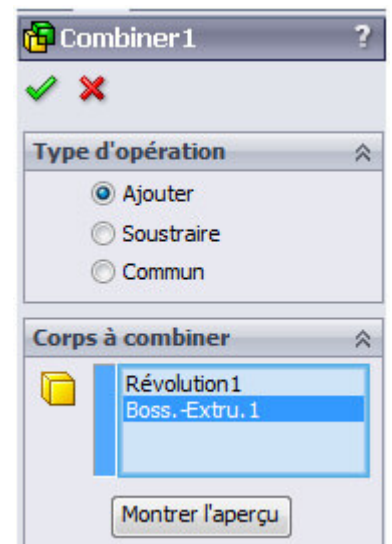 Combiner1 ?
Type d'opération
Ajouter
Soustraire
Commun
Corps à combiner
Révolution1
Boss.-Extru.1
Montrer l'aperçu